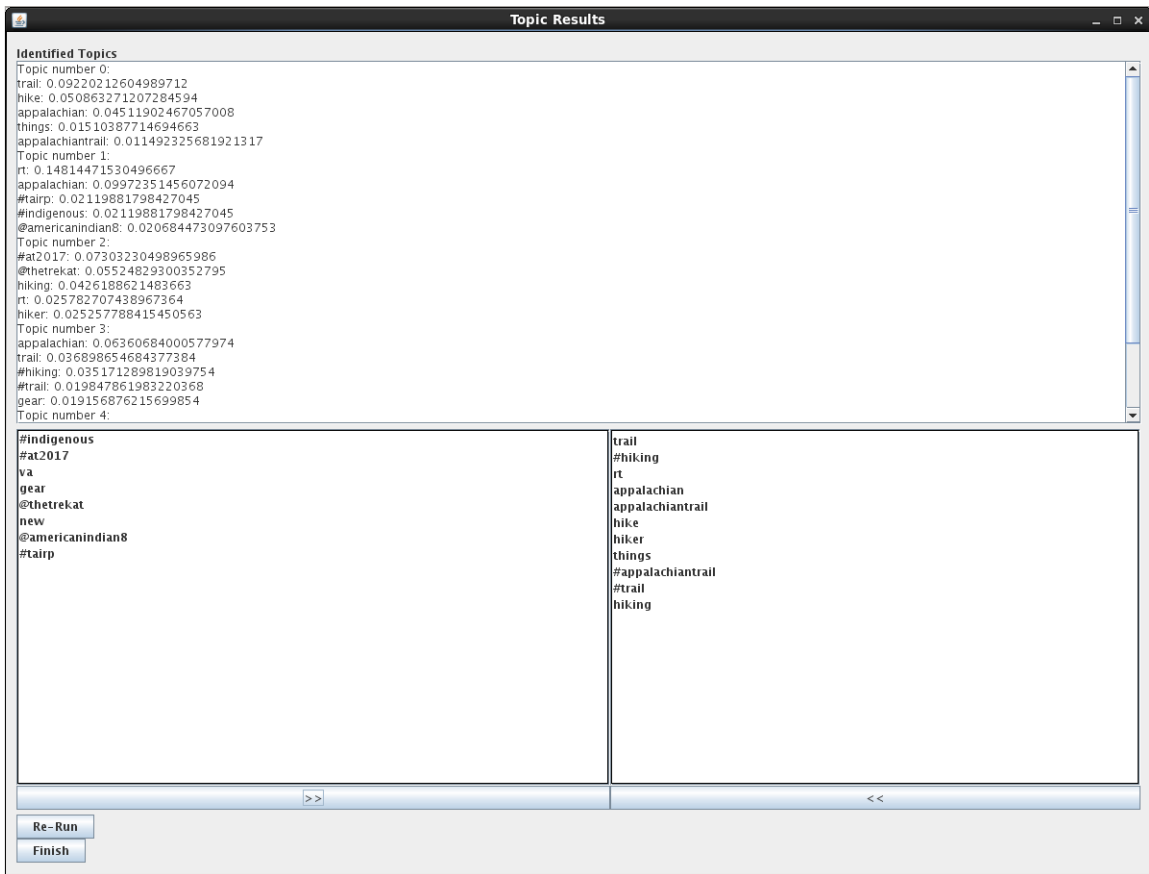 Topic Results
Identified Topics
Topic number 0:
trail: 0.09220212604989712
hike: 0.050863271207284594
appalachian: 0.04511902467057008
things: 0.01510387714694663
appalachiantrail: 0.011492325681921317
Topic number 1:
rt: 0.14814471530496667
appalachian: 0.09972351456072094
#tairp: 0.02119881798427045
#indigenous: 0.02119881798427045
@americanindian8: 0.020684473097603753
Topic number 2:
#at2017: 0.07303230498965986
@thetrekat: 0.05524829300352795
hiking: 0.0426188621483663
rt: 0.025782707438967364
hiker: 0.025257788415450563
Topic number 3:
appalachian: 0.06360684000577974
trail: 0.036898654684377384
#hiking: 0.035171289819039754
#trail: 0.019847861983220368
gear: 0.019156876215699854
Topic number 4:
#indigenous
#at2017
va
gear
@thetrekat
new
@americanindian8
#tairp
trail
#hiking
rt
appalachian
appalachiantrail
hike
hiker
things
#appalachiantrail
#trail
hiking
>>
<<
Re-Run
Finish